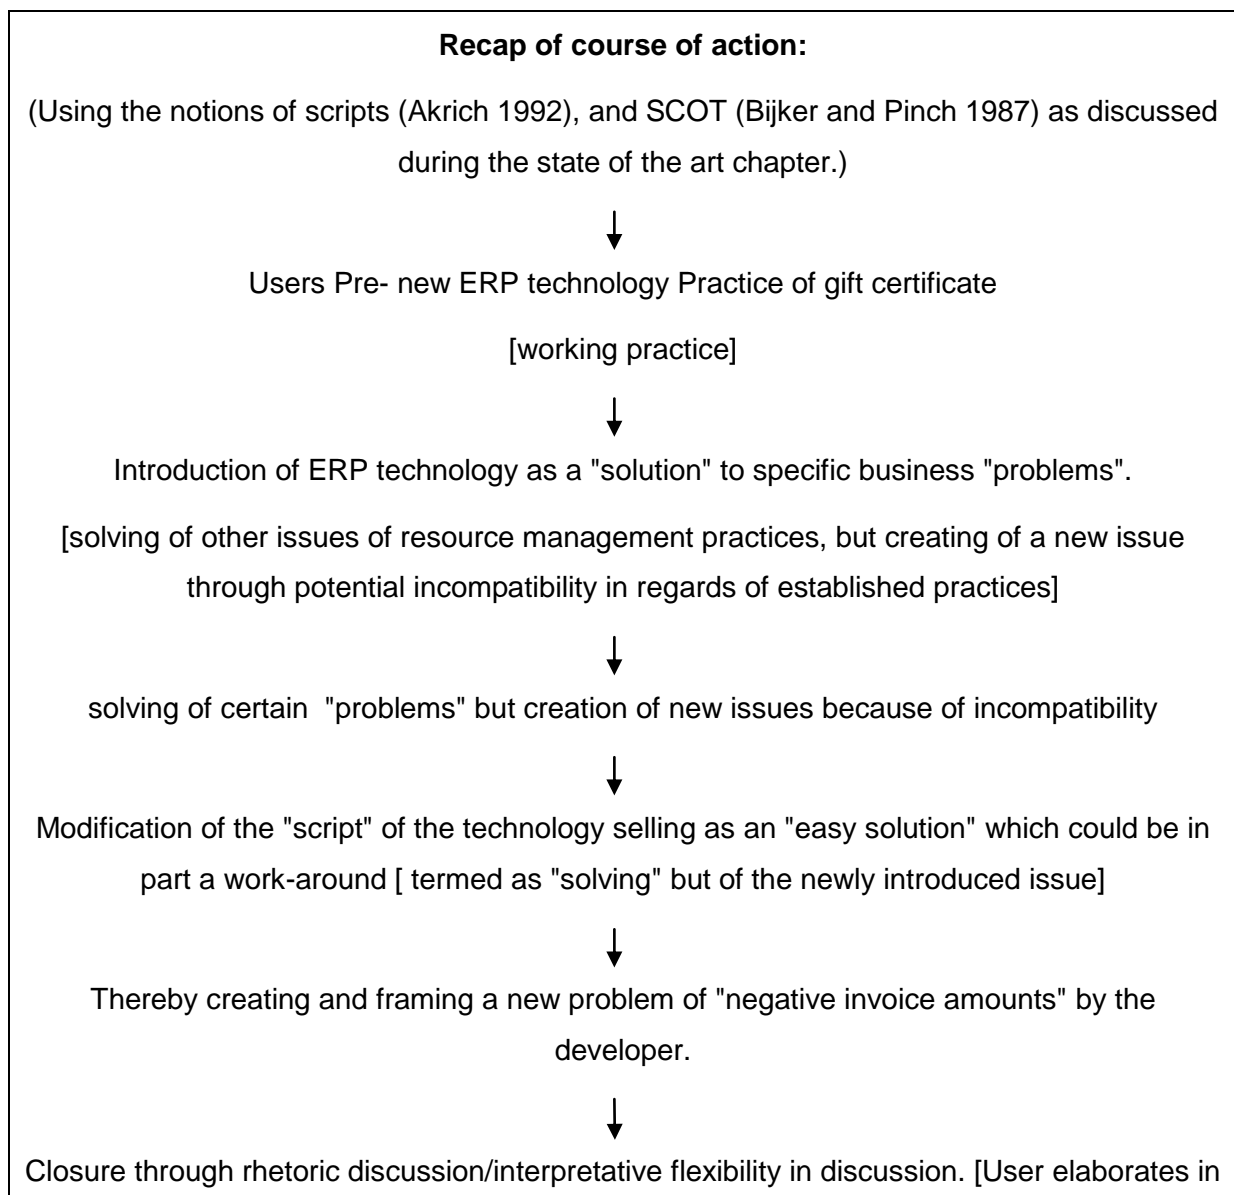 Recap of course of action:
(Using the notions of scripts (Akrich 1992), and SCOT (Bijker and Pinch 1987) as discussed
during the state of the art chapter.)
Users Pre- new ERP technology Practice of gift certificate
[working practice]
Introduction of ERP technology as a "solution" to specific business "problems".
[solving of other issues of resource management practices, but creating of a new issue
through potential incompatibility in regards of established practices]
solving of certain  "problems" but creation of new issues because of incompatibility
Modification of the "script" of the technology selling as an "easy solution" which could be in
part a work-around [ termed as "solving" but of the newly introduced issue]
Thereby creating and framing a new problem of "negative invoice amounts" by the
developer.
Closure through rhetoric discussion/interpretative flexibility in discussion. [User elaborates in